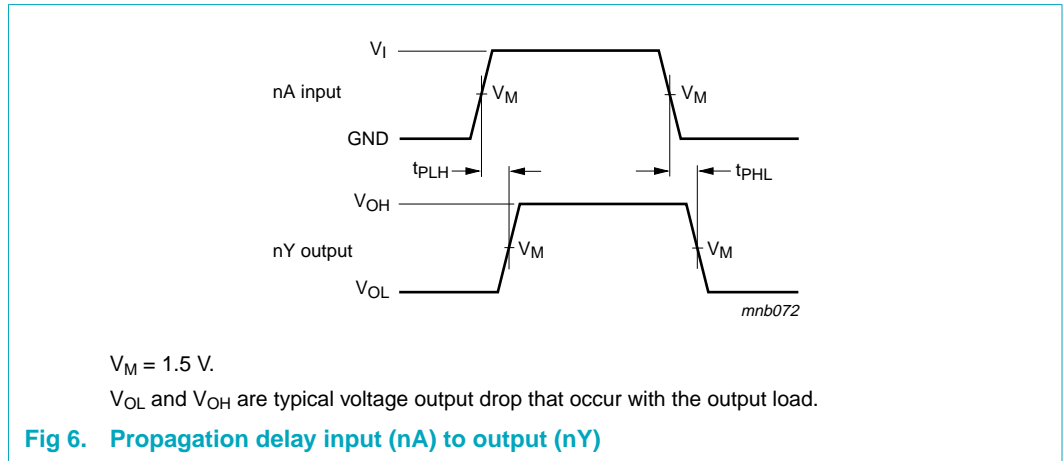 VI
nA input
VM
VM
GND
tPLH
tPHL
VOH
nY output
VM
VM
VOL
mnb072
VM = 1.5 V.
VOL and VOH are typical voltage output drop that occur with the output load.
Fig 6. Propagation delay input (nA) to output (nY)